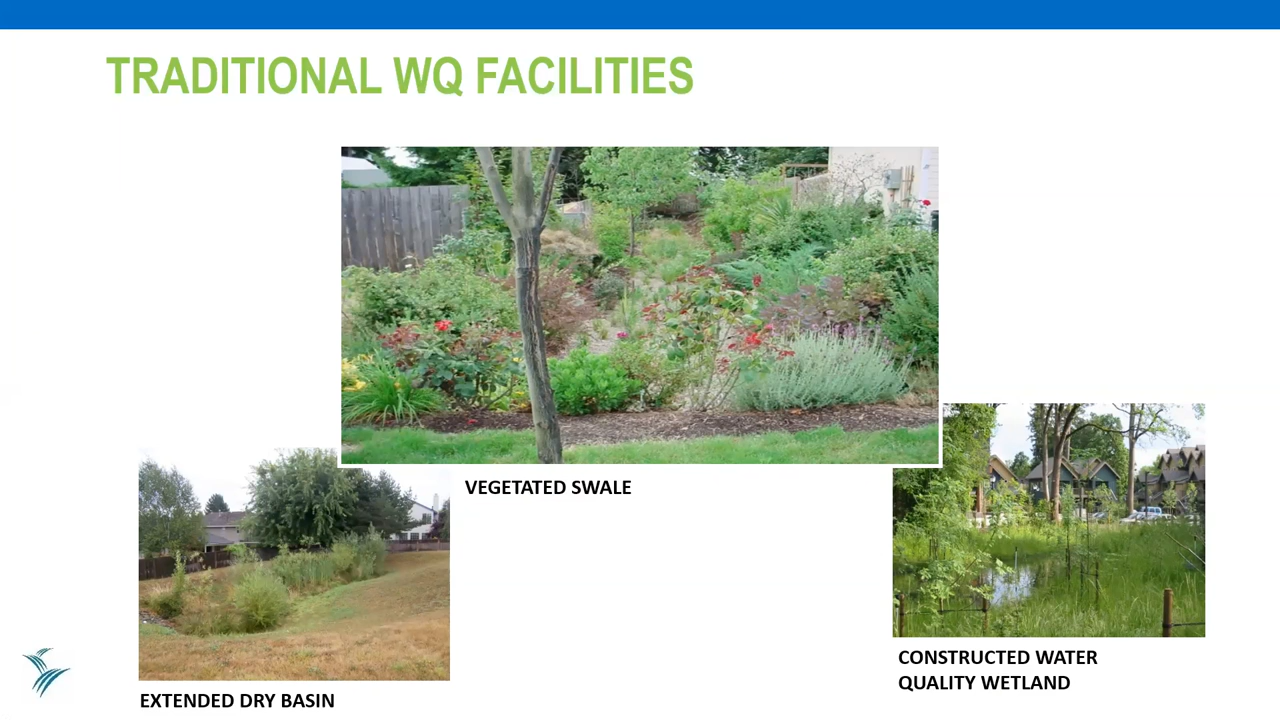 TRADITIONAL WQ FACILITIES
VEGETATED SWALE
EXTENDED DRY BASIN
CONSTRUCTED WATER
QUALITY WETLAND